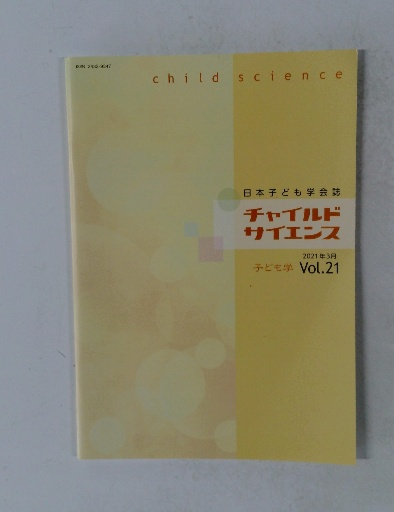 child science
日本子ども学会誌
チャイルド
サイエンス
2021年3月
子ども学 Vol.21